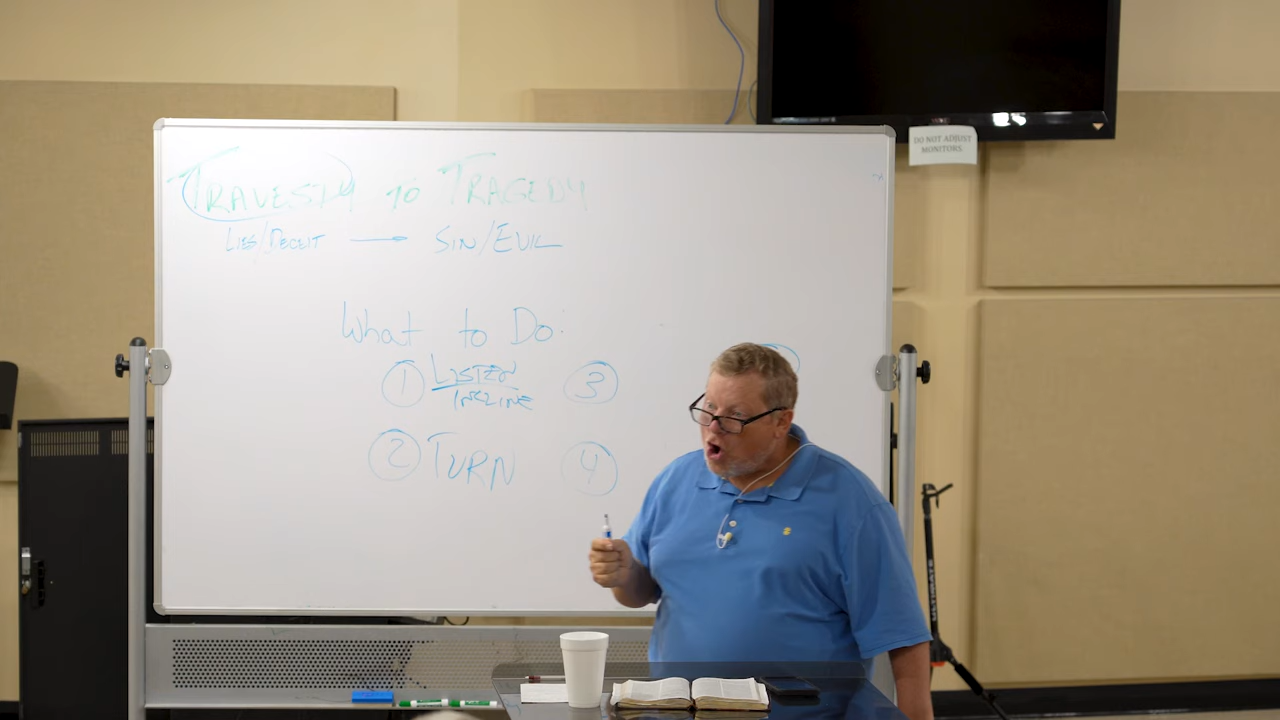 TRAVESTY to TRAGEDY
LIES/DECEIT → SIN/EVIL
What to Do:
① LISTEN ③
INCLINE
② TURN ④
DO NOT ADJUST
MONITORS.
ULTIMATE